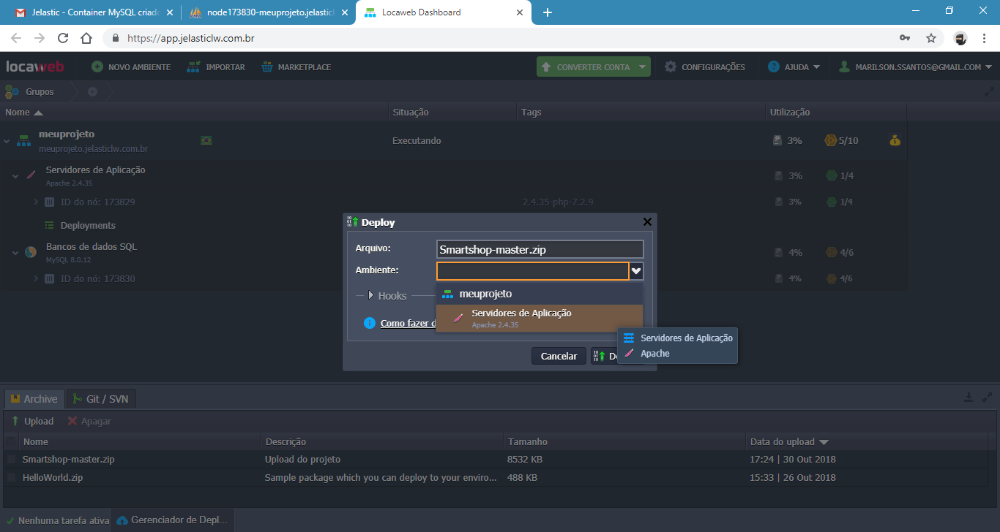 Jelastic - Container MySQL criado
node173830-meuprojeto.jelasticl
Locaweb Dashboard
https://app.jelasticlw.com.br
locaweb
NOVO AMBIENTE
IMPORTAR
MARKETPLACE
CONVERTER CONTA
CONFIGURAÇÕES
AJUDA
MARILSON.SSANTOS@GMAIL.COM
Grupos
Nome
Situação
Tags
Utilização
meuprojeto
meuprojeto.jelasticlw.com.br
Executando
3%
5/10
Servidores de Aplicação
Apache 2.4.35
3%
1/4
ID do nó: 173829
2.4.35-php-7.2.9
3%
1/4
Deployments
Bancos de dados SQL
MySQL 8.0.12
4%
4/6
ID do nó: 173830
4%
4/6
Deploy
Arquivo:
Smartshop-master.zip
Ambiente:
meuprojeto
Hooks
Servidores de Aplicação
Apache 2.4.35
Como fazer d
Servidores de Aplicação
Apache
Cancelar
De
Archive
Git / SVN
Upload
Apagar
Nome
Descrição
Tamanho
Data do upload
Smartshop-master.zip
Upload do projeto
8532 KB
17:24 | 30 Out 2018
HelloWorld.zip
Sample package which you can deploy to your enviro...
488 KB
15:33 | 26 Out 2018
Nenhuma tarefa ativa
Gerenciador de Depl...